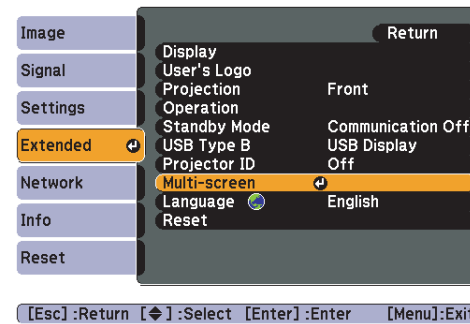 Image
Signal
Settings
Extended
Network
Info
Reset
Return
Display
User's Logo
Projection Front
Operation
Standby Mode Communication Off
USB Type B USB Display
Projector ID Off
Multi-screen
Language English
Reset
[Esc] :Return [ ] :Select [Enter] :Enter [Menu]:Exit